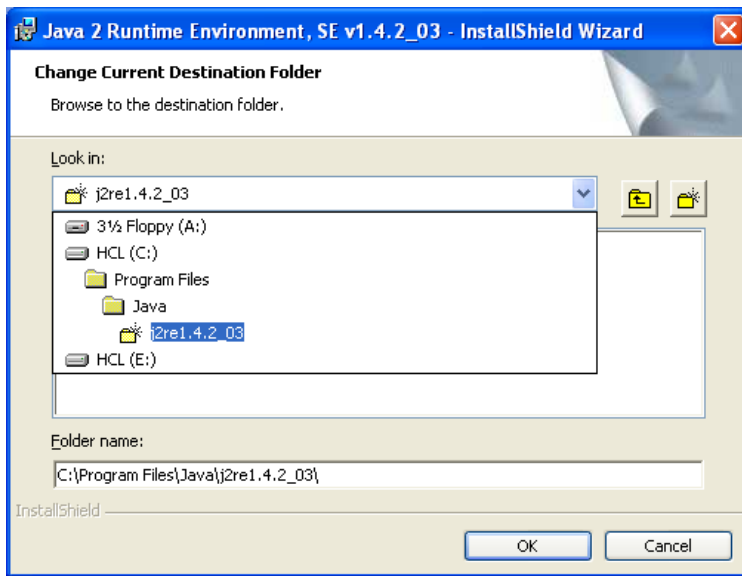 Java 2 Runtime Environment, SE v1.4.2_03 - InstallShield Wizard
Change Current Destination Folder
Browse to the destination folder.
Look in:
j2re1.4.2_03
3½ Floppy (A:)
HCL (C:)
Program Files
Java
j2re1.4.2_03
HCL (E:)
Folder name:
C:\Program Files\Java\j2re1.4.2_03\
InstallShield
OK Cancel